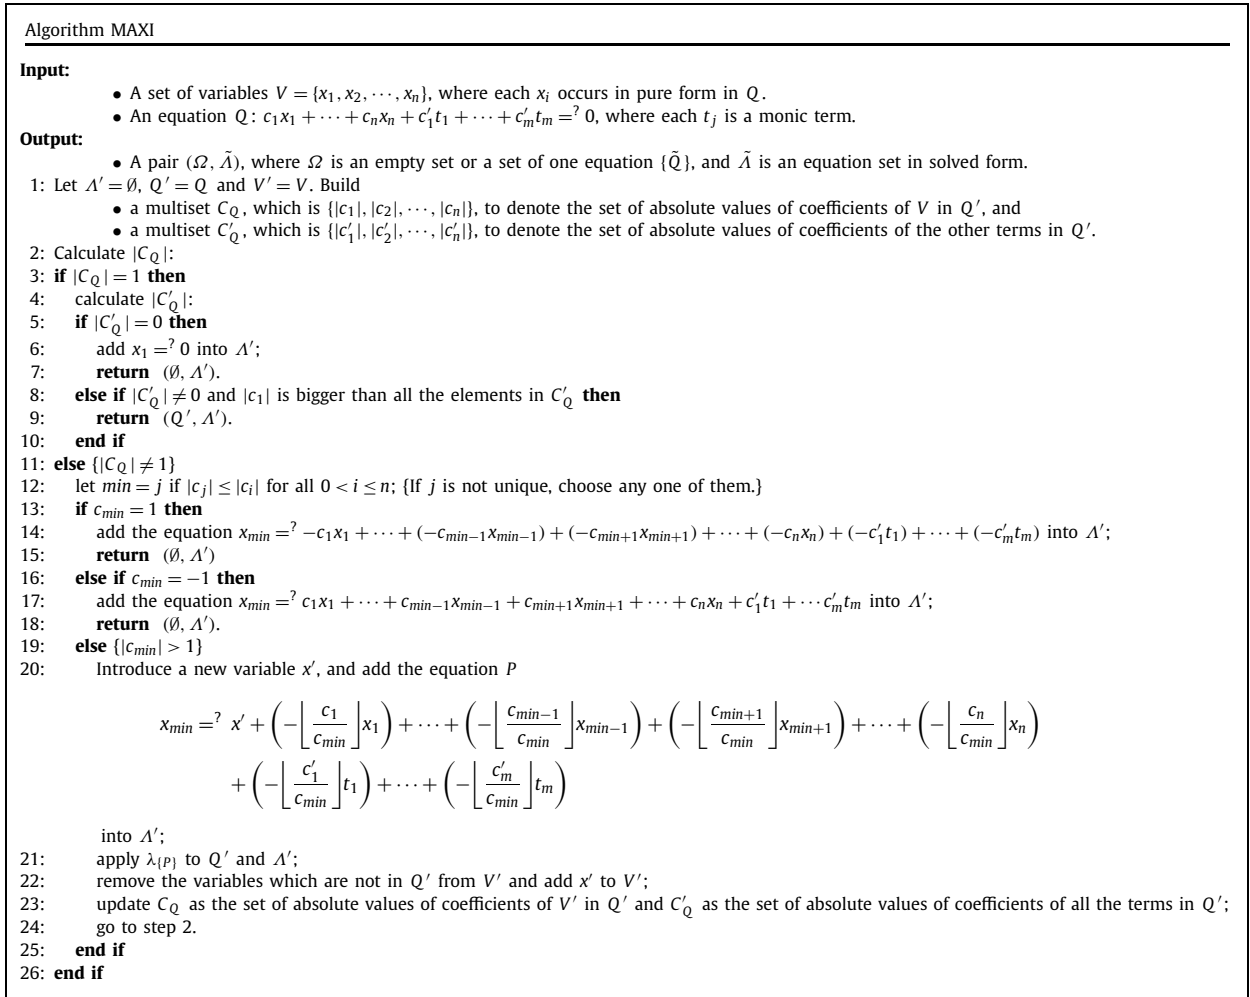 Algorithm MAXI
Input:
• A set of variables V = {x₁, x₂, ⋯, xₙ}, where each xᵢ occurs in pure form in Q.
• An equation Q: c₁x₁ + ⋯ + cₙxₙ + c′₁t₁ + ⋯ + c′ₘtₘ =? 0, where each tⱼ is a monic term.
Output:
• A pair (Ω, Λ̃), where Ω is an empty set or a set of one equation {Q̃}, and Λ̃ is an equation set in solved form.
1: Let Λ′ = ∅, Q′ = Q and V′ = V. Build
• a multiset C_Q, which is {|c₁|, |c₂|, ⋯, |cₙ|}, to denote the set of absolute values of coefficients of V in Q′, and
• a multiset C′_Q, which is {|c′₁|, |c′₂|, ⋯, |c′ₙ|}, to denote the set of absolute values of coefficients of the other terms in Q′.
2: Calculate |C_Q|:
3: if |C_Q| = 1 then
4: calculate |C′_Q|:
5: if |C′_Q| = 0 then
6: add x₁ =? 0 into Λ′;
7: return (∅, Λ′).
8: else if |C′_Q| ≠ 0 and |c₁| is bigger than all the elements in C′_Q then
9: return (Q′, Λ′).
10: end if
11: else {|C_Q| ≠ 1}
12: let min = j if |cⱼ| ≤ |cᵢ| for all 0 < i ≤ n; {If j is not unique, choose any one of them.}
13: if c_min = 1 then
14: add the equation x_min =? −c₁x₁ + ⋯ + (−c_min−1 x_min−1) + (−c_min+1 x_min+1) + ⋯ + (−cₙxₙ) + (−c′₁t₁) + ⋯ + (−c′ₘtₘ) into Λ′;
15: return (∅, Λ′)
16: else if c_min = −1 then
17: add the equation x_min =? c₁x₁ + ⋯ + c_min−1 x_min−1 + c_min+1 x_min+1 + ⋯ + cₙxₙ + c′₁t₁ + ⋯ c′ₘtₘ into Λ′;
18: return (∅, Λ′).
19: else {|c_min| > 1}
20: Introduce a new variable x′, and add the equation P
x_min =? x′ + (−⌊c₁/c_min⌋x₁) + ⋯ + (−⌊c_min−1/c_min⌋x_min−1) + (−⌊c_min+1/c_min⌋x_min+1) + ⋯ + (−⌊cₙ/c_min⌋xₙ)
+ (−⌊c′₁/c_min⌋t₁) + ⋯ + (−⌊c′ₘ/c_min⌋tₘ)
into Λ′;
21: apply λ_{P} to Q′ and Λ′;
22: remove the variables which are not in Q′ from V′ and add x′ to V′;
23: update C_Q as the set of absolute values of coefficients of V′ in Q′ and C′_Q as the set of absolute values of coefficients of all the terms in Q′;
24: go to step 2.
25: end if
26: end if